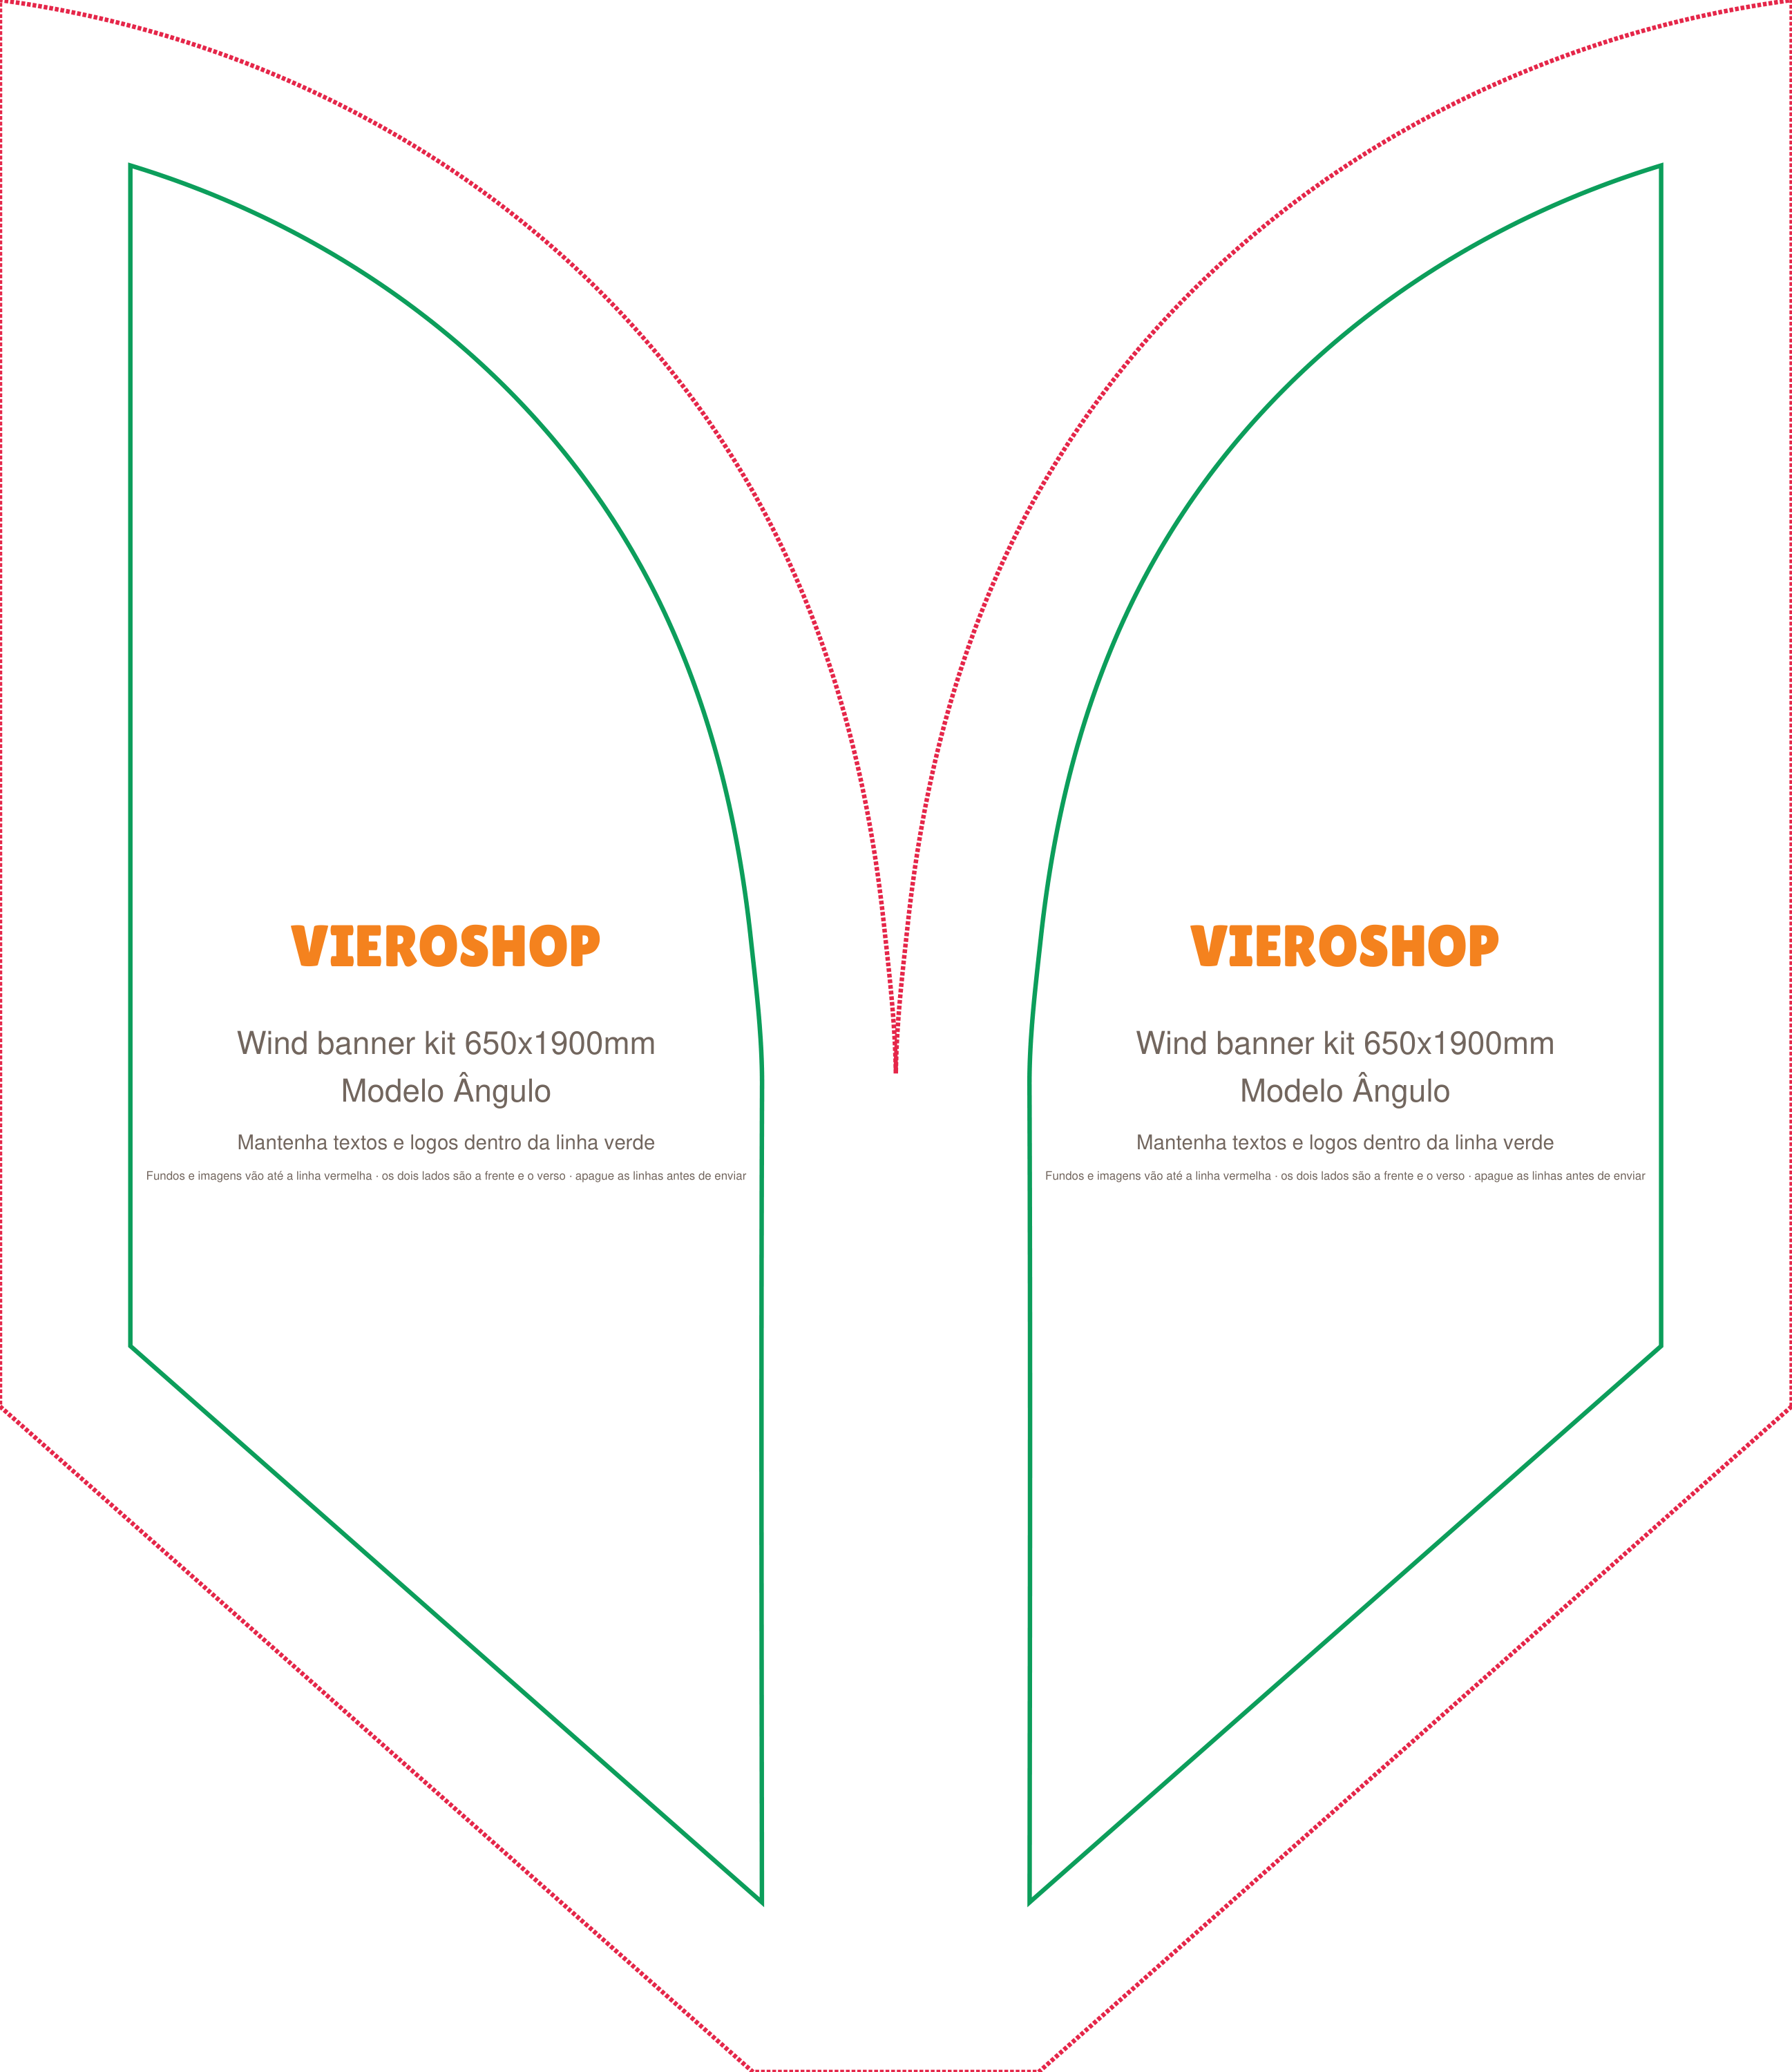 VIEROSHOP
Wind banner kit 650x1900mm
Modelo Ângulo
Mantenha textos e logos dentro da linha verde
Fundos e imagens vão até a linha vermelha · os dois lados são a frente e o verso · apague as linhas antes de enviar
VIEROSHOP
Wind banner kit 650x1900mm
Modelo Ângulo
Mantenha textos e logos dentro da linha verde
Fundos e imagens vão até a linha vermelha · os dois lados são a frente e o verso · apague as linhas antes de enviar